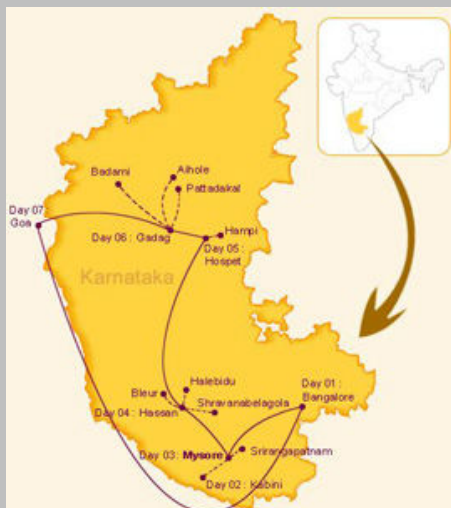 Badami
Aihole
Pattadakal
Day 07:
Goa
Day 06 : Gadag
Hampi
Day 05 :
Hospet
Karnataka
Halebidu
Bleur
Shravanabelagola
Day 01 :
Bangalore
Day 04 : Hassan
Day 03 : Mysore
Srirangapatnam
Day 02 : Kabini